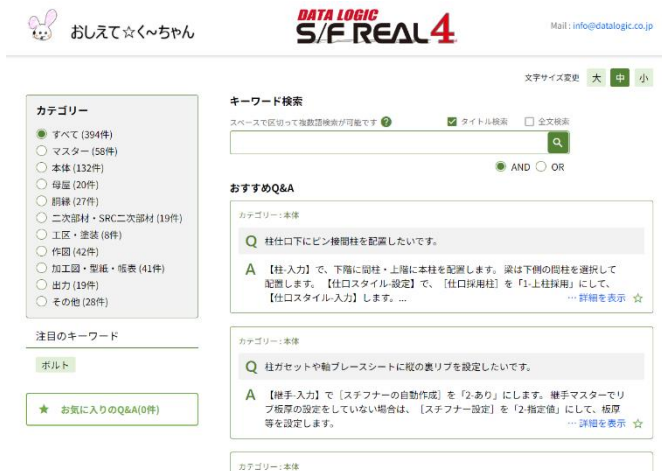 おしえて☆く～ちゃん
DATA LOGIC
S/F REAL 4
Mail : info@datalogic.co.jp
文字サイズ変更 大 中 小
カテゴリー
すべて (394件)
マスター (58件)
本体 (132件)
母屋 (20件)
胴縁 (27件)
二次部材・SRC二次部材 (19件)
工区・塗装 (8件)
作図 (42件)
加工図・型紙・帳表 (41件)
出力 (19件)
その他 (28件)
注目のキーワード
ボルト
★ お気に入りのQ&A(0件)
キーワード検索
スペースで区切って複数語検索が可能です ?
タイトル検索 全文検索
AND OR
おすすめQ&A
カテゴリー : 本体
Q 柱仕口下にピン接間柱を配置したいです。
A 【柱-入力】で、下階に間柱・上階に本柱を配置します。 梁は下側の間柱を選択して
配置します。 【仕口スタイル-設定】で、［仕口採用柱］を「1-上柱採用」にして、
【仕口スタイル-入力】します。...
… 詳細を表示 ☆
カテゴリー : 本体
Q 柱ガセットや軸ブレースシートに縦の裏リブを設定したいです。
A 【継手-入力】で［スチフナーの自動作成］を「2-あり」にします。 継手マスターでリ
ブ板厚の設定をしていない場合は、［スチフナー設定］を「2-指定値」にして、板厚
等を設定します。
… 詳細を表示 ☆
カテゴリー : 本体